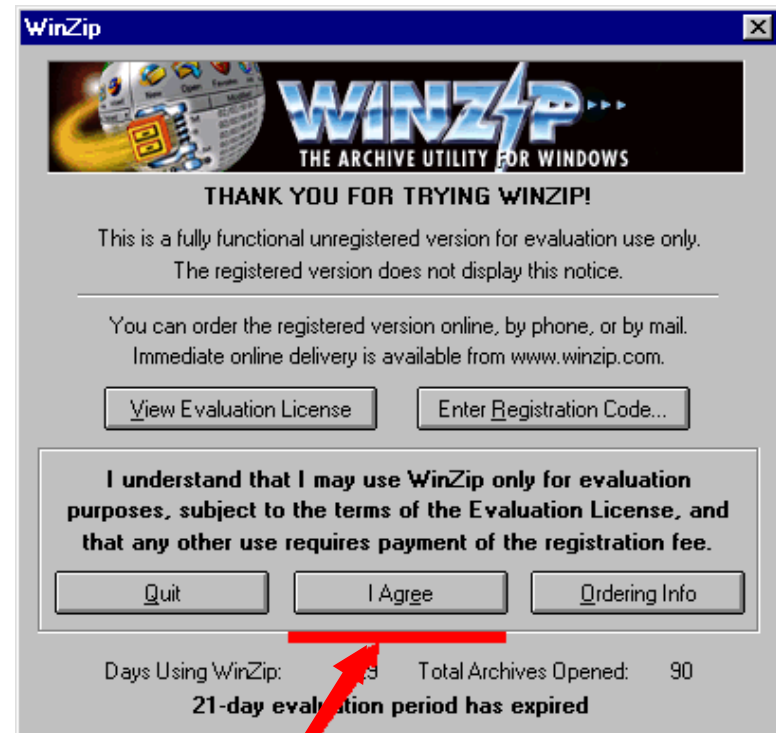 WinZip
WINZIP
THE ARCHIVE UTILITY FOR WINDOWS
THANK YOU FOR TRYING WINZIP!
This is a fully functional unregistered version for evaluation use only.
The registered version does not display this notice.
You can order the registered version online, by phone, or by mail.
Immediate online delivery is available from www.winzip.com.
View Evaluation License Enter Registration Code...
I understand that I may use WinZip only for evaluation
purposes, subject to the terms of the Evaluation License, and
that any other use requires payment of the registration fee.
Quit I Agree Ordering Info
Days Using WinZip: Total Archives Opened: 90
21-day evaluation period has expired